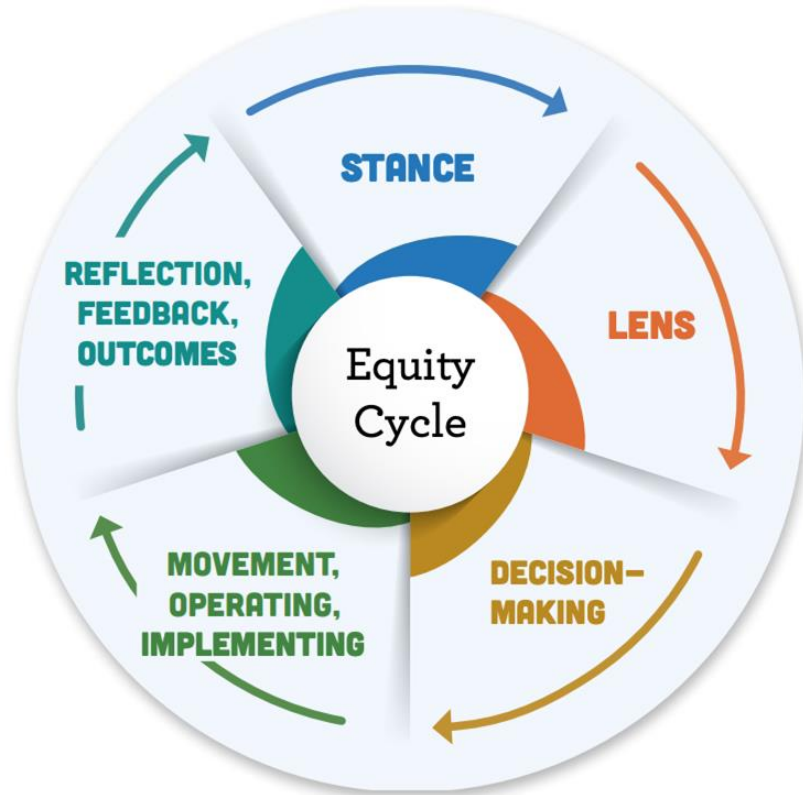 STANCE
LENS
DECISION-
MAKING
MOVEMENT,
OPERATING,
IMPLEMENTING
REFLECTION,
FEEDBACK,
OUTCOMES
Equity
Cycle